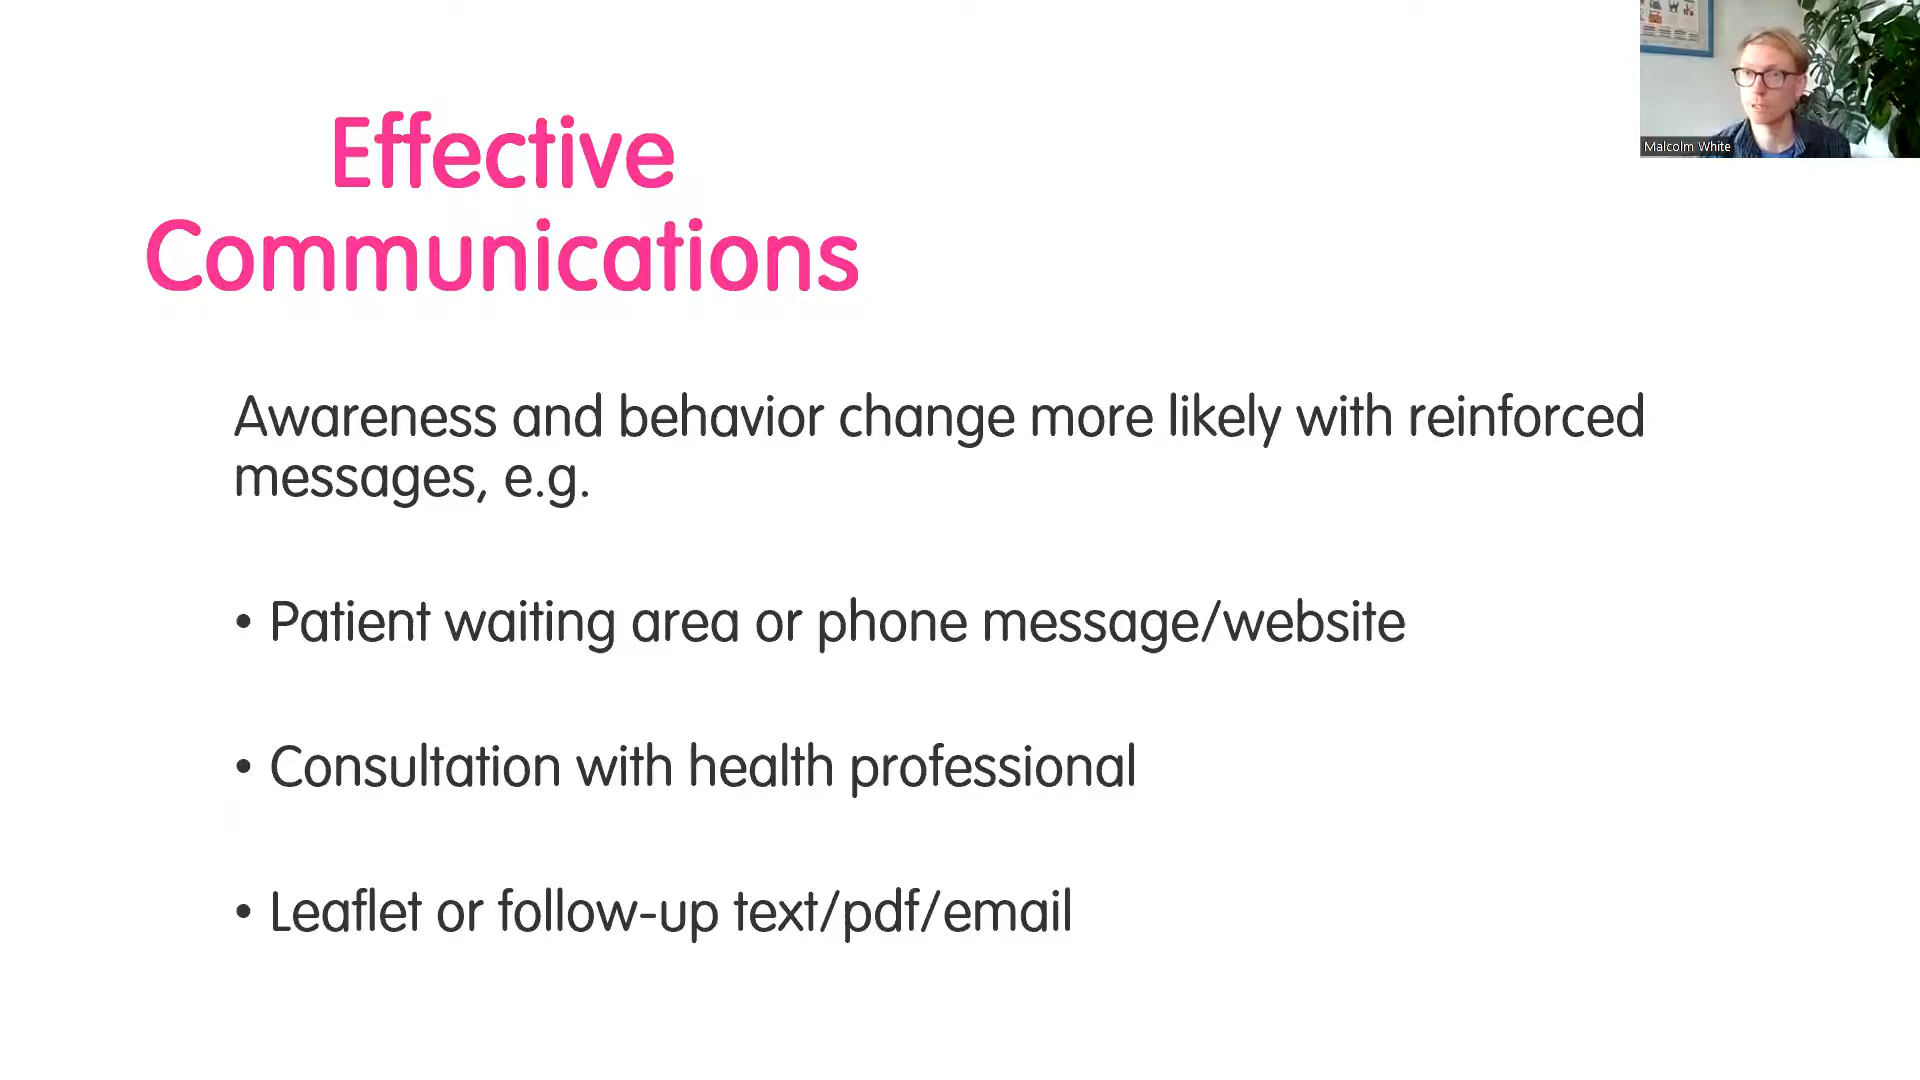 Effective
Communications
Malcolm White
Awareness and behavior change more likely with reinforced
messages, e.g.
• Patient waiting area or phone message/website
• Consultation with health professional
• Leaflet or follow-up text/pdf/email